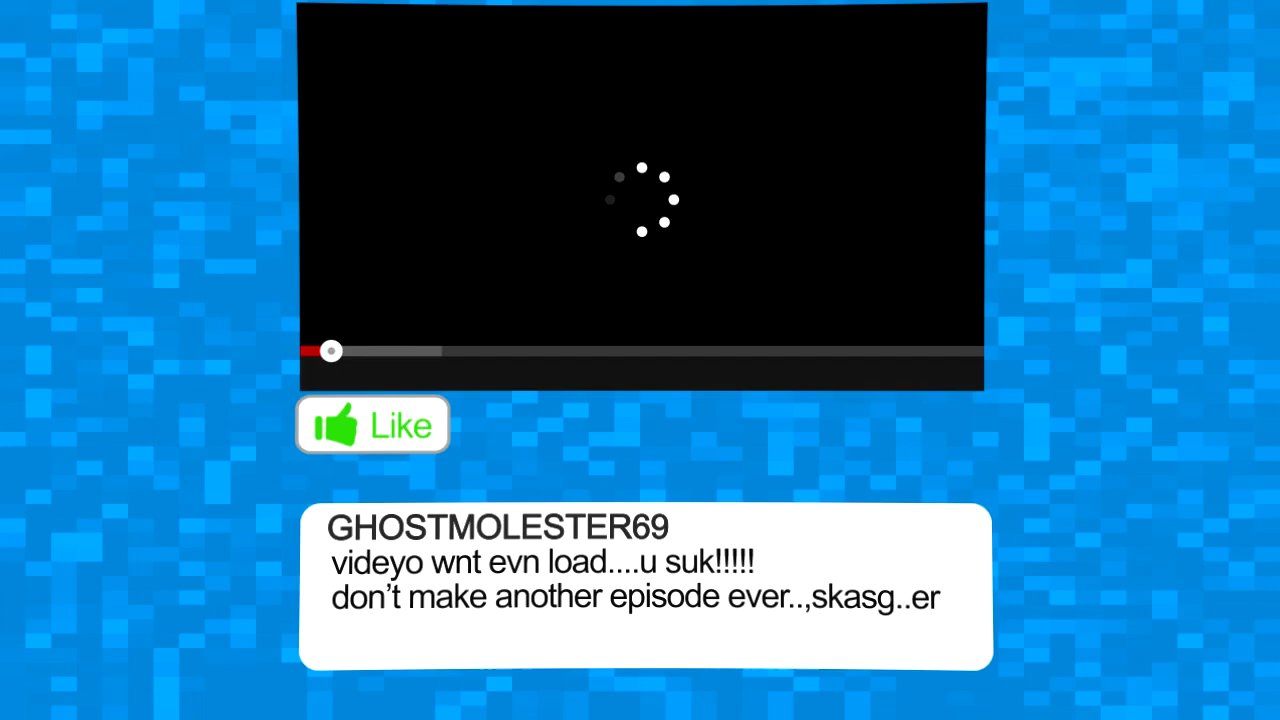 Like
GHOSTMOLESTER69
videyo wnt evn load....u suk!!!!!
don't make another episode ever..,skasg..er